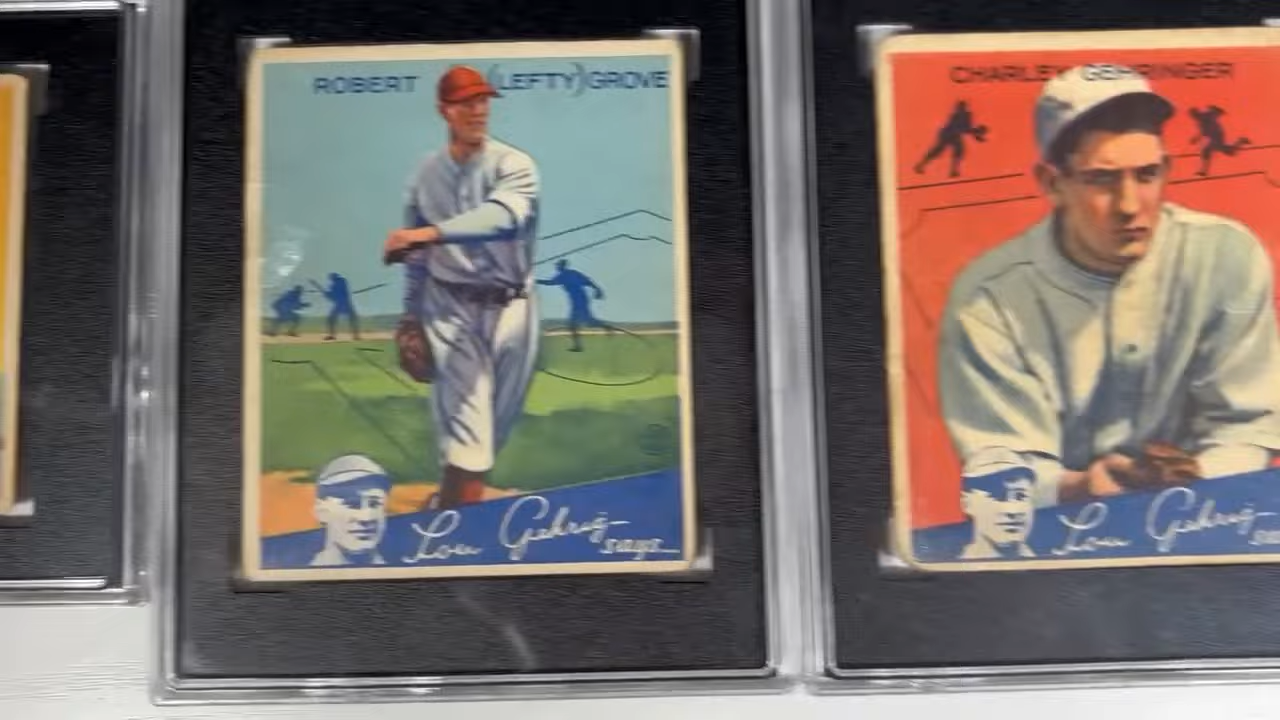 ROBERT (LEFTY) GROVE
Lou Gehrig
says...
CHARLEY GEHRINGER
Lou Gehrig